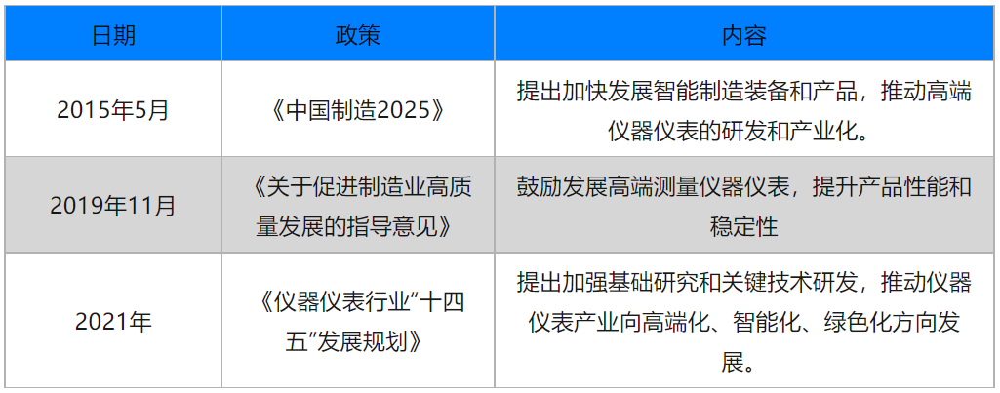 日期
政策
内容
2015年5月
《中国制造2025》
提出加快发展智能制造装备和产品，推动高端
仪器仪表的研发和产业化。
2019年11月
《关于促进制造业高质
量发展的指导意见》
鼓励发展高端测量仪器仪表，提升产品性能和
稳定性
2021年
《仪器仪表行业“十四
五”发展规划》
提出加强基础研究和关键技术研发，推动仪器
仪表产业向高端化、智能化、绿色化方向发
展。